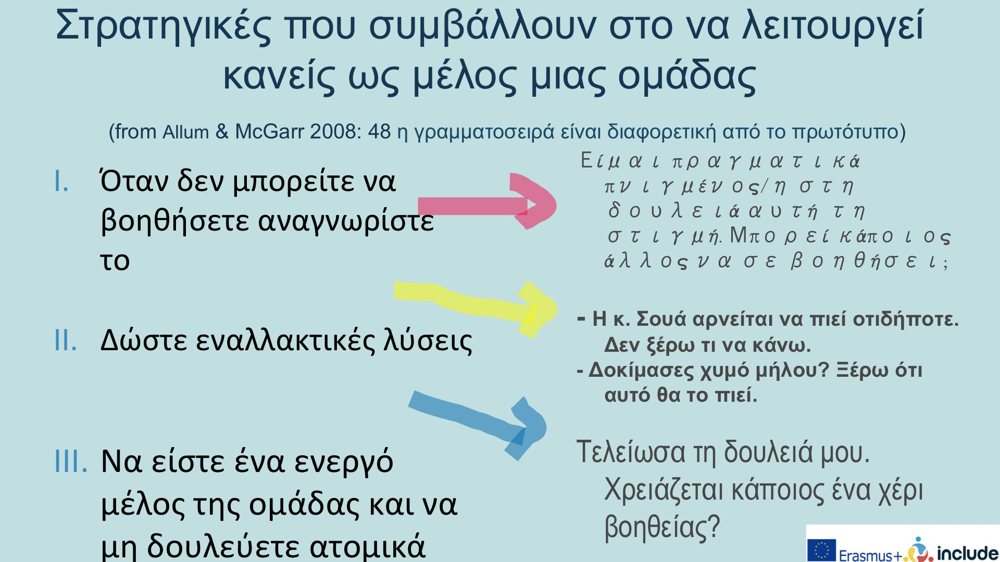 Στρατηγικές που συμβάλλουν στο να λειτουργεί
κανείς ως μέλος μιας ομάδας
(from Allum & McGarr 2008: 48 η γραμματοσειρά είναι διαφορετική από το πρωτότυπο)
I. Όταν δεν μπορείτε να
βοηθήσετε αναγνωρίστε
το
Είμαι πραγματικά
πνιγμένος/η στη
δουλειά αυτή τη
στιγμή. Μπορεί κάποιος
άλλος να σε βοηθήσει;
II. Δώστε εναλλακτικές λύσεις
- Η κ. Σουά αρνείται να πιεί οτιδήποτε.
Δεν ξέρω τι να κάνω.
- Δοκίμασες χυμό μήλου? Ξέρω ότι
αυτό θα το πιεί.
III. Να είστε ένα ενεργό
μέλος της ομάδας και να
μη δουλεύετε ατομικά
Τελείωσα τη δουλειά μου.
Χρειάζεται κάποιος ένα χέρι
βοηθείας?
Erasmus+
include